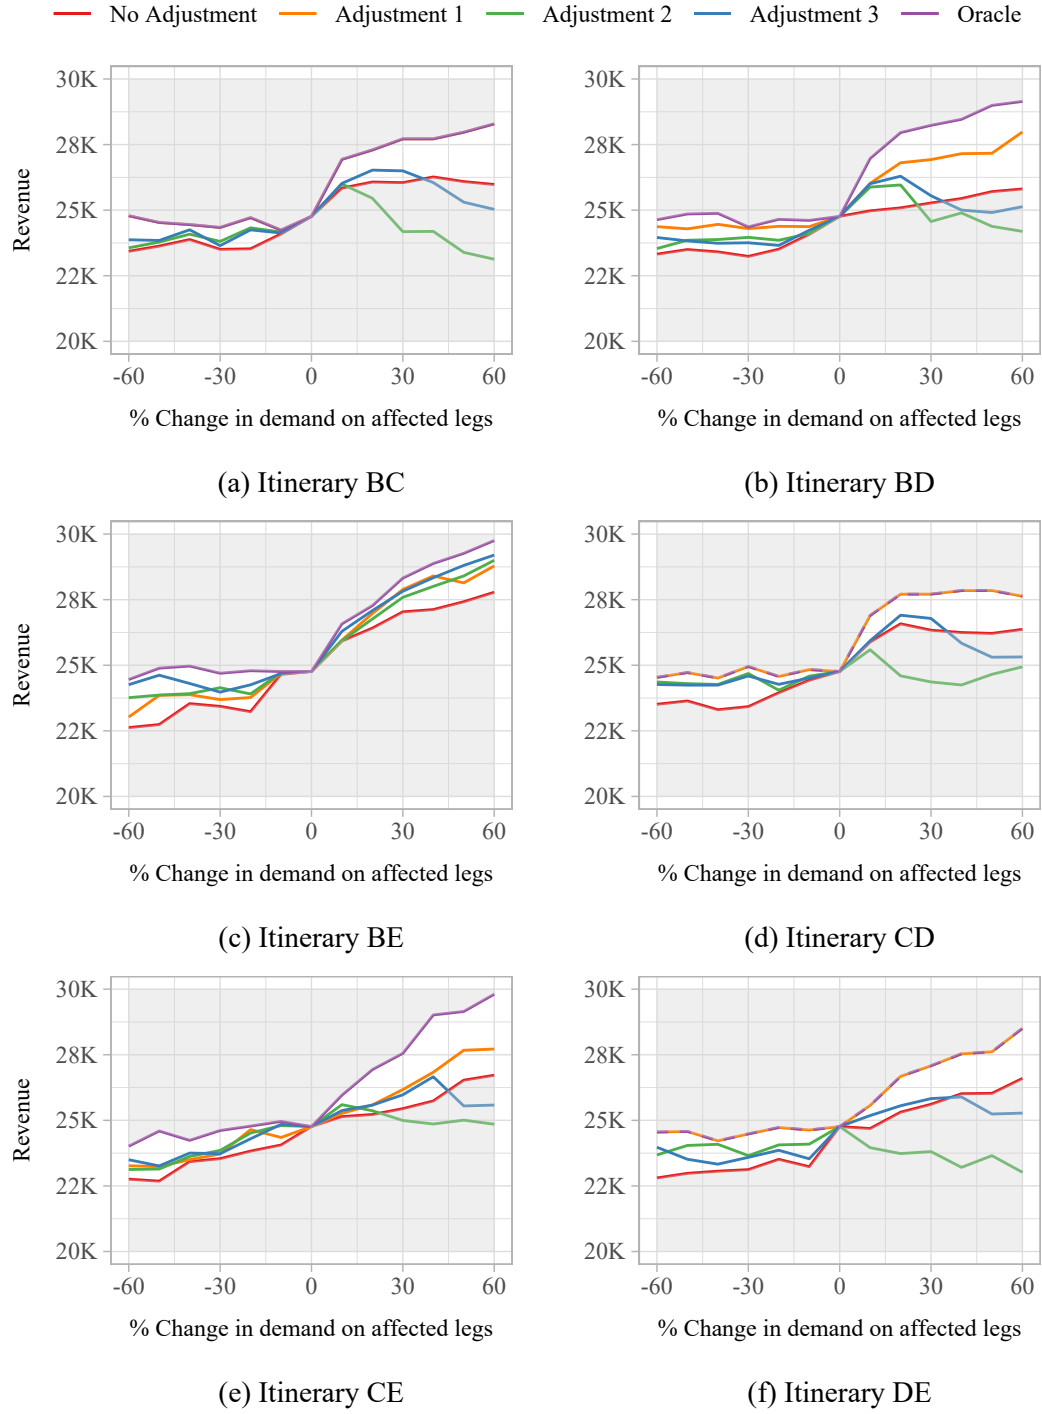 No Adjustment Adjustment 1 Adjustment 2 Adjustment 3 Oracle
30K
28K
25K
22K
20K
Revenue
-60 -30 0 30 60
% Change in demand on affected legs
(a) Itinerary BC
30K
28K
25K
22K
20K
-60 -30 0 30 60
% Change in demand on affected legs
(b) Itinerary BD
30K
28K
25K
22K
20K
Revenue
-60 -30 0 30 60
% Change in demand on affected legs
(c) Itinerary BE
30K
28K
25K
22K
20K
-60 -30 0 30 60
% Change in demand on affected legs
(d) Itinerary CD
30K
28K
25K
22K
20K
Revenue
-60 -30 0 30 60
% Change in demand on affected legs
(e) Itinerary CE
30K
28K
25K
22K
20K
-60 -30 0 30 60
% Change in demand on affected legs
(f) Itinerary DE